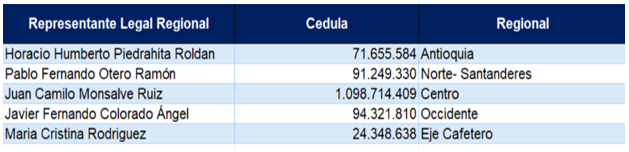 Representante Legal Regional Cedula Regional
Horacio Humberto Piedrahita Roldan 71.655.584 Antioquia
Pablo Fernando Otero Ramón 91.249.330 Norte- Santanderes
Juan Camilo Monsalve Ruiz 1.098.714.409 Centro
Javier Fernando Colorado Ángel 94.321.810 Occidente
Maria Cristina Rodriguez 24.348.638 Eje Cafetero